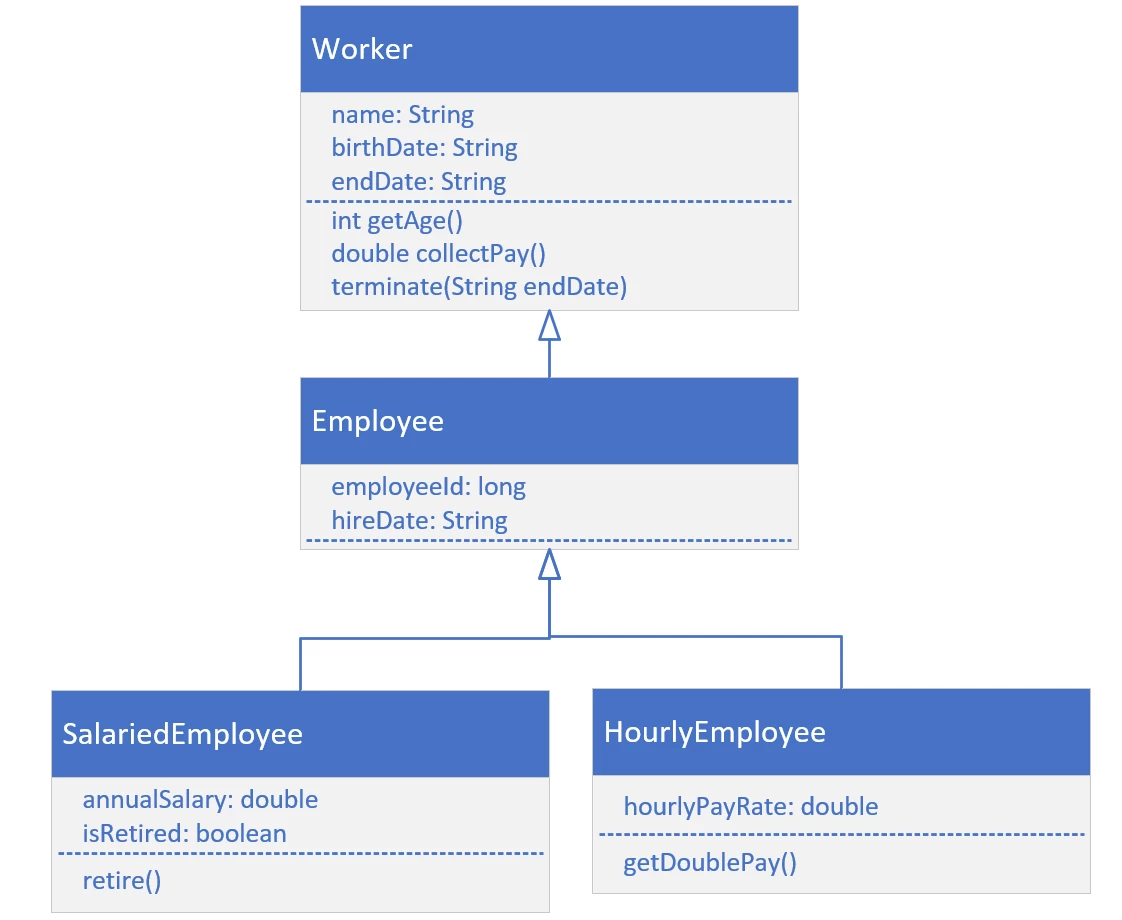 Worker
name: String
birthDate: String
endDate: String
int getAge()
double collectPay()
terminate(String endDate)
Employee
employeeId: long
hireDate: String
SalariedEmployee
annualSalary: double
isRetired: boolean
retire()
HourlyEmployee
hourlyPayRate: double
getDoublePay()